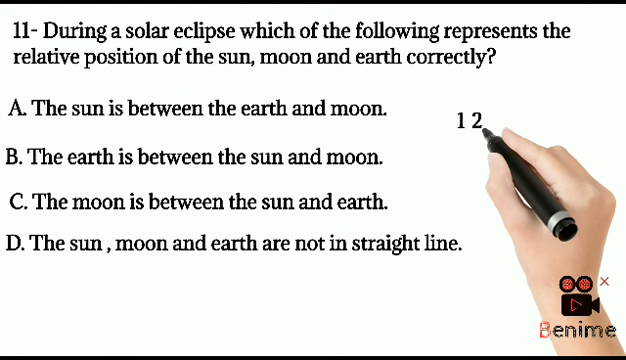 11- During a solar eclipse which of the following represents the
relative position of the sun, moon and earth correctly?
A. The sun is between the earth and moon.
1 2
B. The earth is between the sun and moon.
C. The moon is between the sun and earth.
D. The sun , moon and earth are not in straight line.
Benime